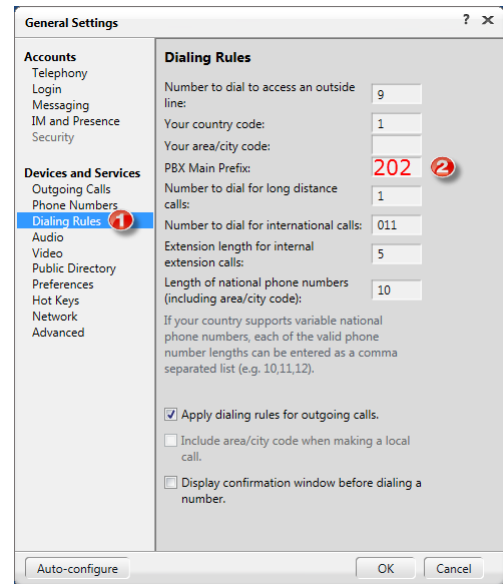 General Settings
? ×
Accounts
Telephony
Login
Messaging
IM and Presence
Security
Devices and Services
Outgoing Calls
Phone Numbers
Dialing Rules 1
Audio
Video
Public Directory
Preferences
Hot Keys
Network
Advanced
Dialing Rules
Number to dial to access an outside
line:
9
Your country code:
1
Your area/city code:
PBX Main Prefix:
202
2
Number to dial for long distance
calls:
1
Number to dial for international calls:
011
Extension length for internal
extension calls:
5
Length of national phone numbers
(including area/city code):
10
If your country supports variable national
phone numbers, each of the valid phone
number lengths can be entered as a comma
separated list (e.g. 10,11,12).
Apply dialing rules for outgoing calls.
Include area/city code when making a local
call.
Display confirmation window before dialing a
number.
Auto-configure
OK
Cancel